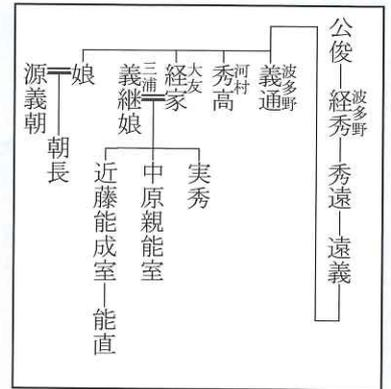 公俊―経秀―秀遠―遠義
波多野
波多野
義通
河村
秀高
大友
経家
三浦
義継娘
娘
源義朝
朝長
実秀
中原親能室
近藤能成室―能直